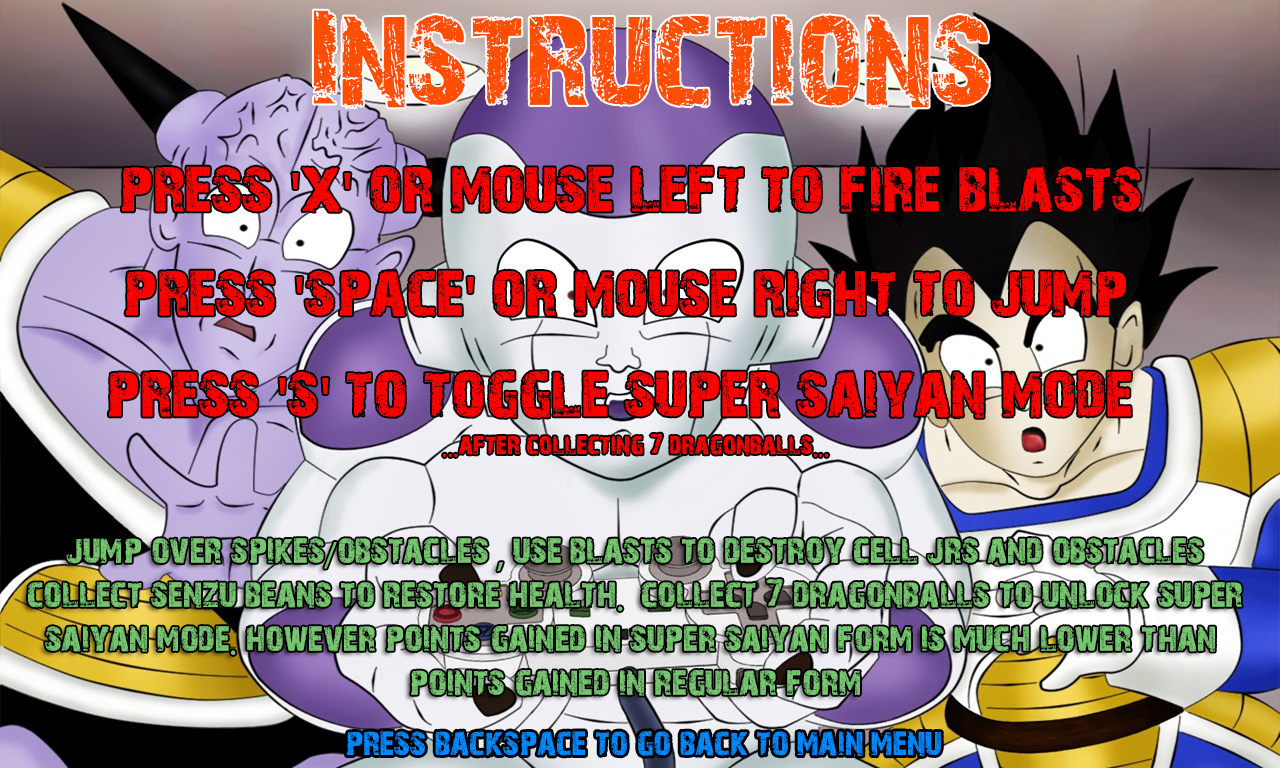 INSTRUCTIONS
PRESS 'X' OR MOUSE LEFT TO FIRE BLASTS
PRESS 'SPACE' OR MOUSE RIGHT TO JUMP
PRESS 'S' TO TOGGLE SUPER SAIYAN MODE
...AFTER COLLECTING 7 DRAGONBALLS...
JUMP OVER SPIKES/OBSTACLES , USE BLASTS TO DESTROY CELL JRS AND OBSTACLES
COLLECT SENZU BEANS TO RESTORE HEALTH. COLLECT 7 DRAGONBALLS TO UNLOCK SUPER
SAIYAN MODE. HOWEVER POINTS GAINED IN SUPER SAIYAN FORM IS MUCH LOWER THAN
POINTS GAINED IN REGULAR FORM
PRESS BACKSPACE TO GO BACK TO MAIN MENU